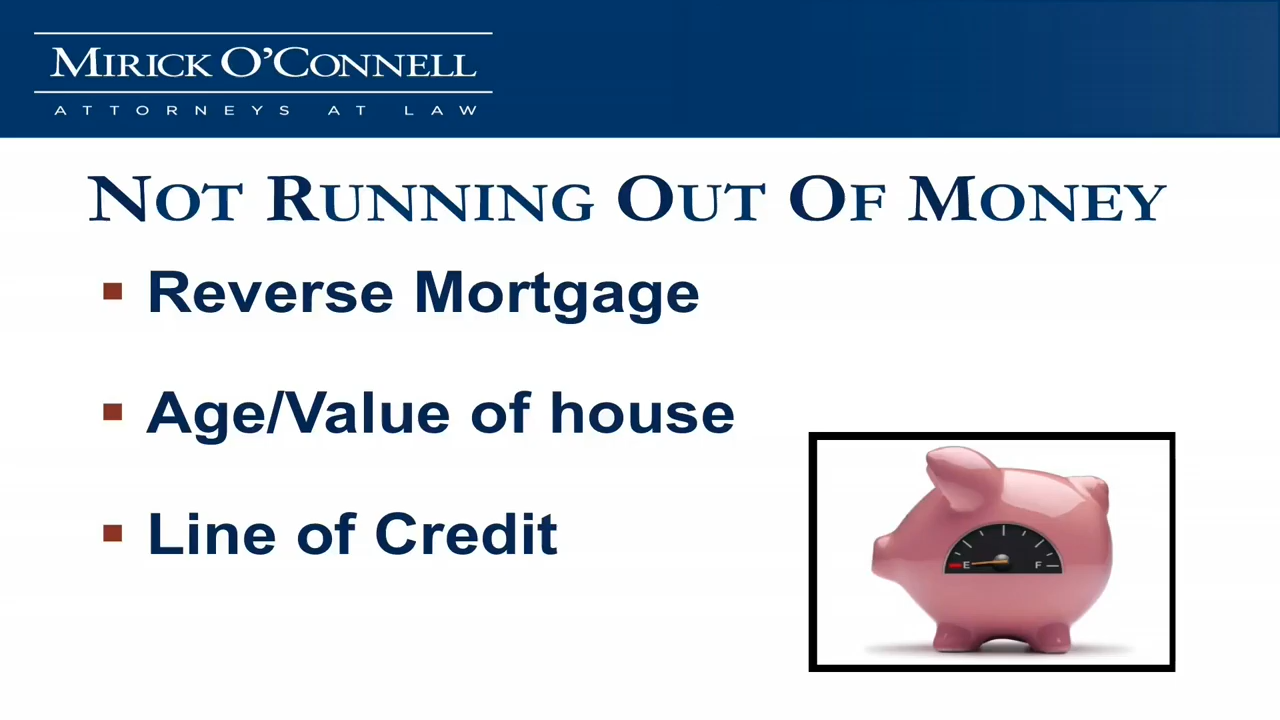 MIRICK O'CONNELL
ATTORNEYS AT LAW
NOT RUNNING OUT OF MONEY
Reverse Mortgage
Age/Value of house
Line of Credit
E F